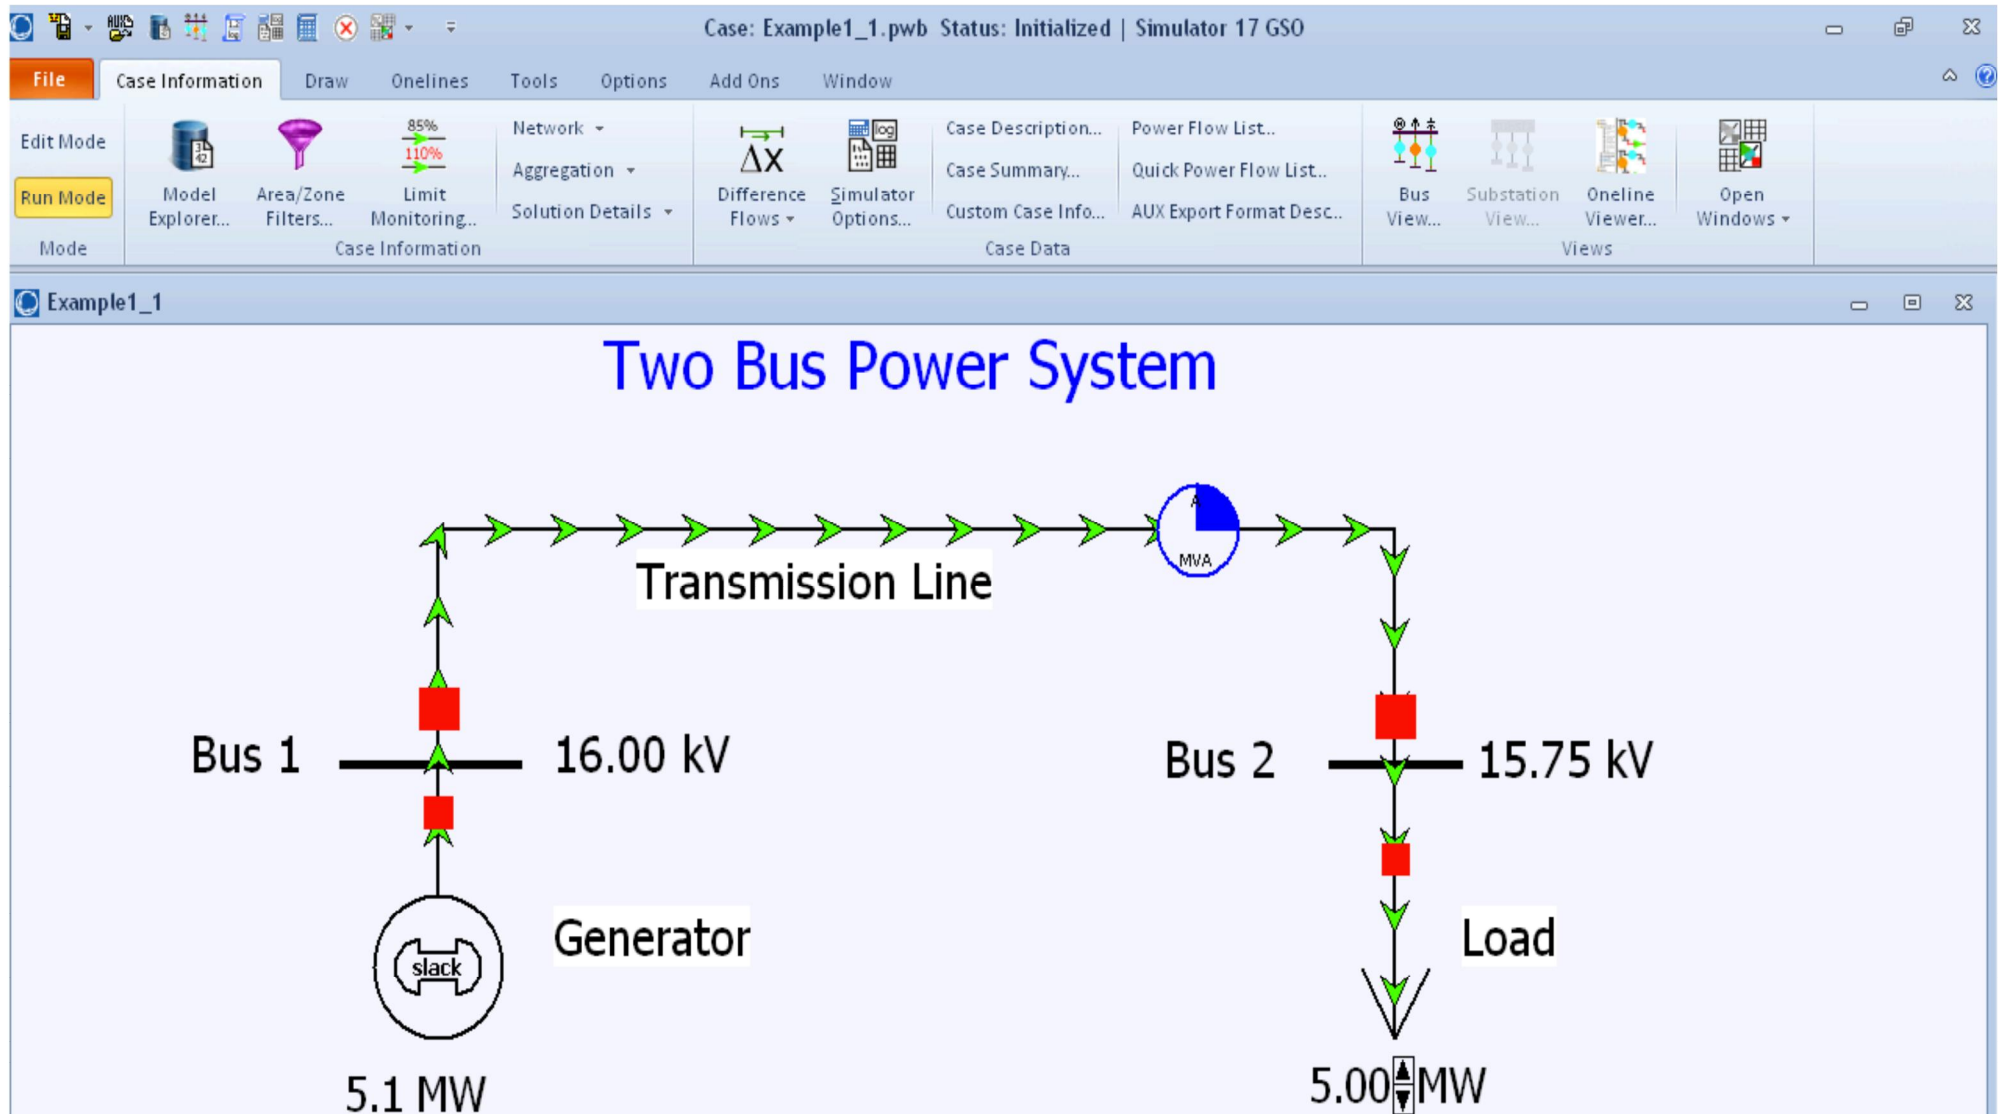 Case: Example1_1.pwb Status: Initialized | Simulator 17 GSO
File Case Information Draw Onelines Tools Options Add Ons Window
Edit Mode
Run Mode
Mode
Model
Explorer...
Area/Zone
Filters...
85%
110%
Limit
Monitoring...
Network
Aggregation
Solution Details
Case Information
ΔX
Difference
Flows
log
Simulator
Options...
Case Description...
Case Summary...
Custom Case Info...
Power Flow List...
Quick Power Flow List...
AUX Export Format Desc...
Case Data
Bus
View...
Substation
View...
Oneline
Viewer...
Open
Windows
Views
Example1_1
Two Bus Power System
A
MVA
Transmission Line
Bus 1
16.00 kV
Bus 2
15.75 kV
slack
Generator
Load
5.1 MW
5.00 MW